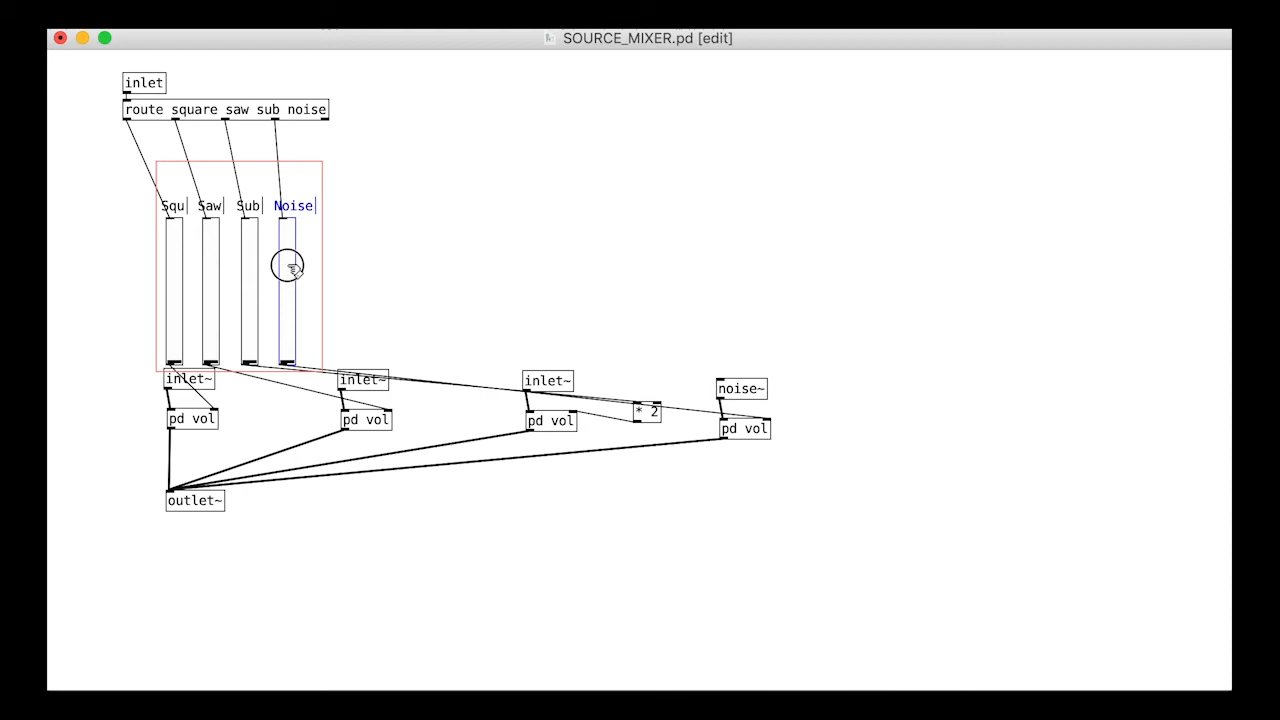 SOURCE_MIXER.pd [edit]
inlet
route square saw sub noise
Squ Saw Sub Noise
inlet~ inlet~ inlet~ noise~
* 2
pd vol pd vol pd vol pd vol
outlet~